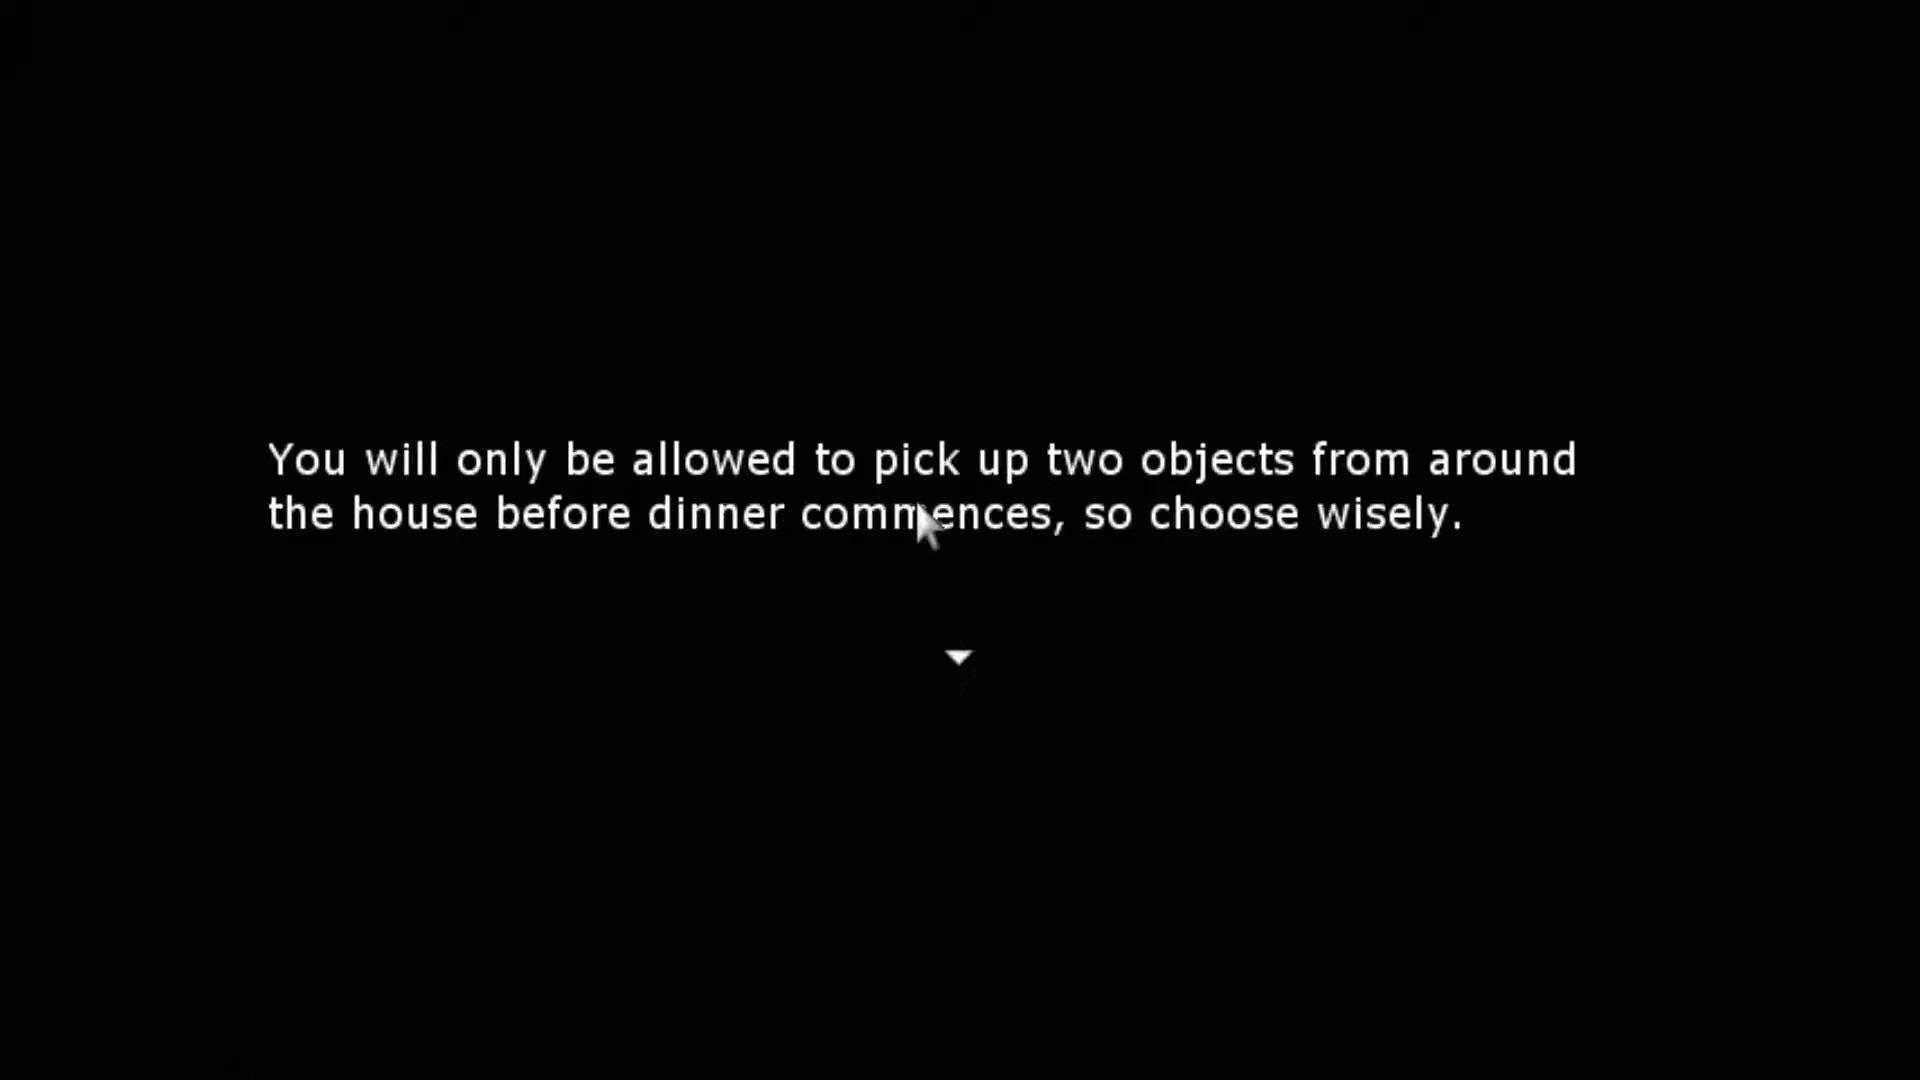 You will only be allowed to pick up two objects from around
the house before dinner commences, so choose wisely.